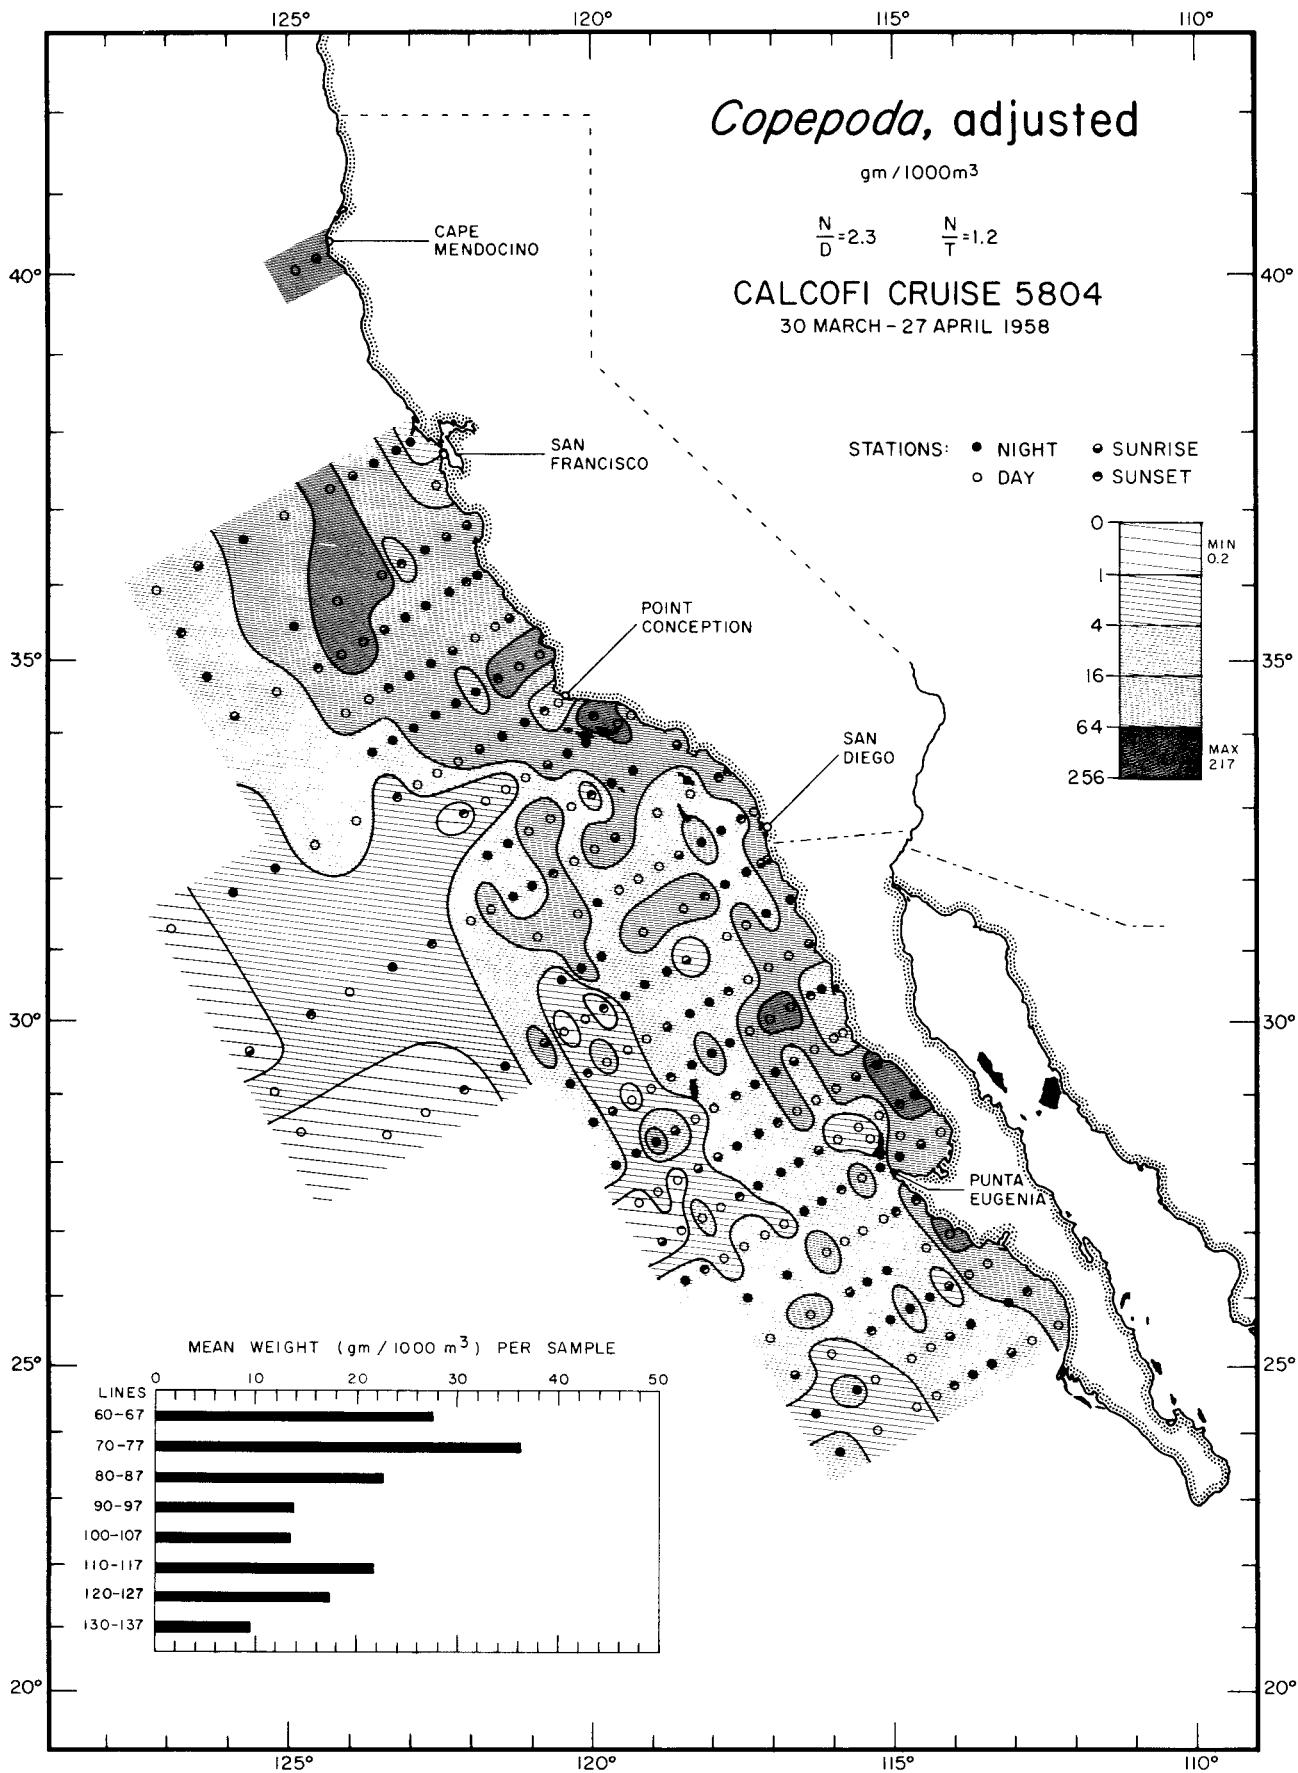 125° 120° 115° 110°
Copepoda, adjusted
gm/1000m³
N/D=2.3 N/T=1.2
CALCOFI CRUISE 5804
30 MARCH – 27 APRIL 1958
CAPE
MENDOCINO
40° 40°
SAN
FRANCISCO
STATIONS: ● NIGHT SUNRISE
○ DAY SUNSET
0
MIN
0.2
1
4
16
64
MAX
217
256
POINT
CONCEPTION
35° 35°
SAN
DIEGO
30° 30°
PUNTA
EUGENIA
25° 25°
MEAN WEIGHT (gm/1000 m³) PER SAMPLE
LINES 0 10 20 30 40 50
60-67
70-77
80-87
90-97
100-107
110-117
120-127
130-137
20° 20°
125° 120° 115° 110°